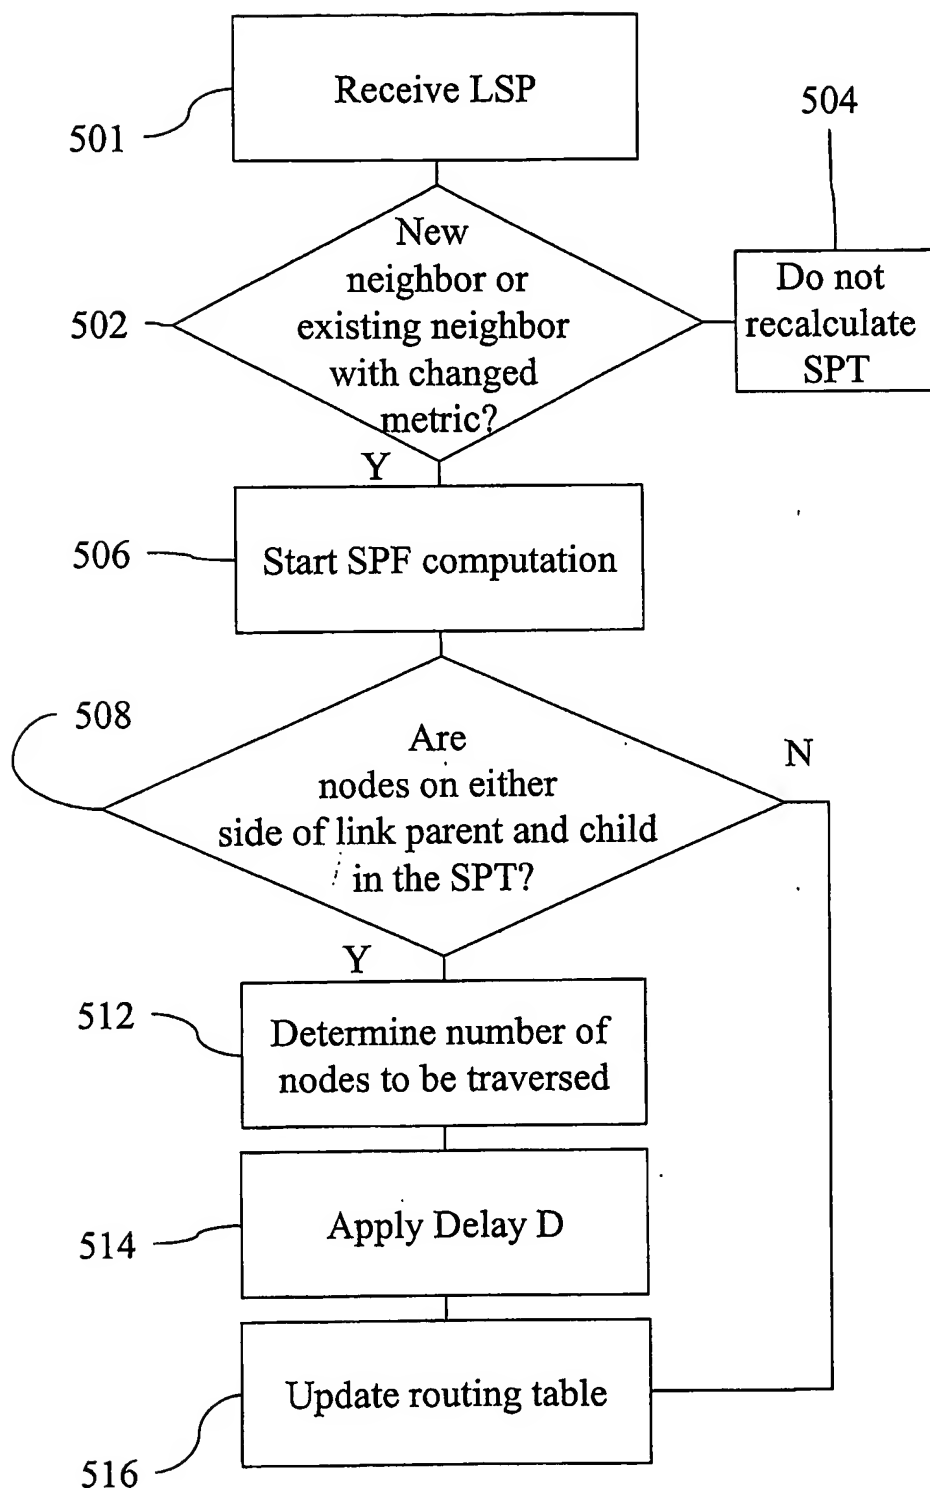 Receive LSP
501
504
New
neighbor or
existing neighbor
with changed
metric?
502
Do not
recalculate
SPT
Y
506
Start SPF computation
508
Are
nodes on either
side of link parent and child
in the SPT?
N
Y
512
Determine number of
nodes to be traversed
514
Apply Delay D
Update routing table
516